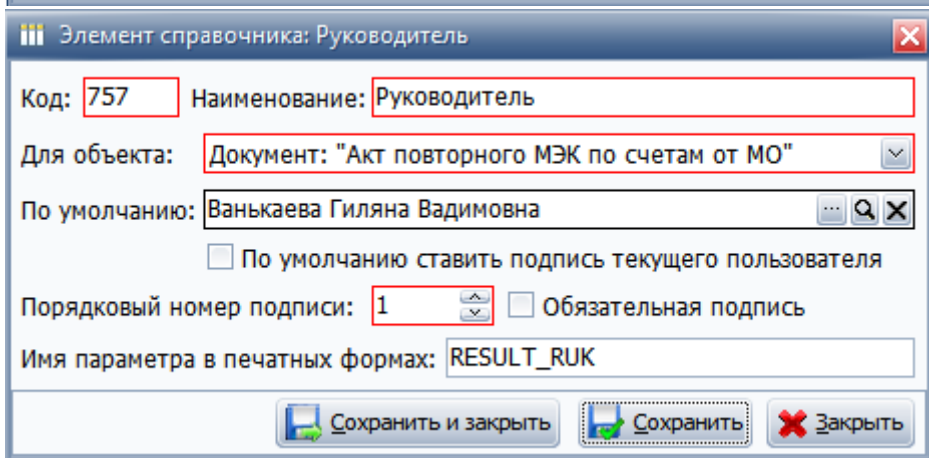 Элемент справочника: Руководитель
Код: 757 Наименование: Руководитель
Для объекта: Документ: "Акт повторного МЭК по счетам от МО"
По умолчанию: Ванькаева Гиляна Вадимовна ...
По умолчанию ставить подпись текущего пользователя
Порядковый номер подписи: 1 Обязательная подпись
Имя параметра в печатных формах: RESULT_RUK
Сохранить и закрыть Сохранить Закрыть